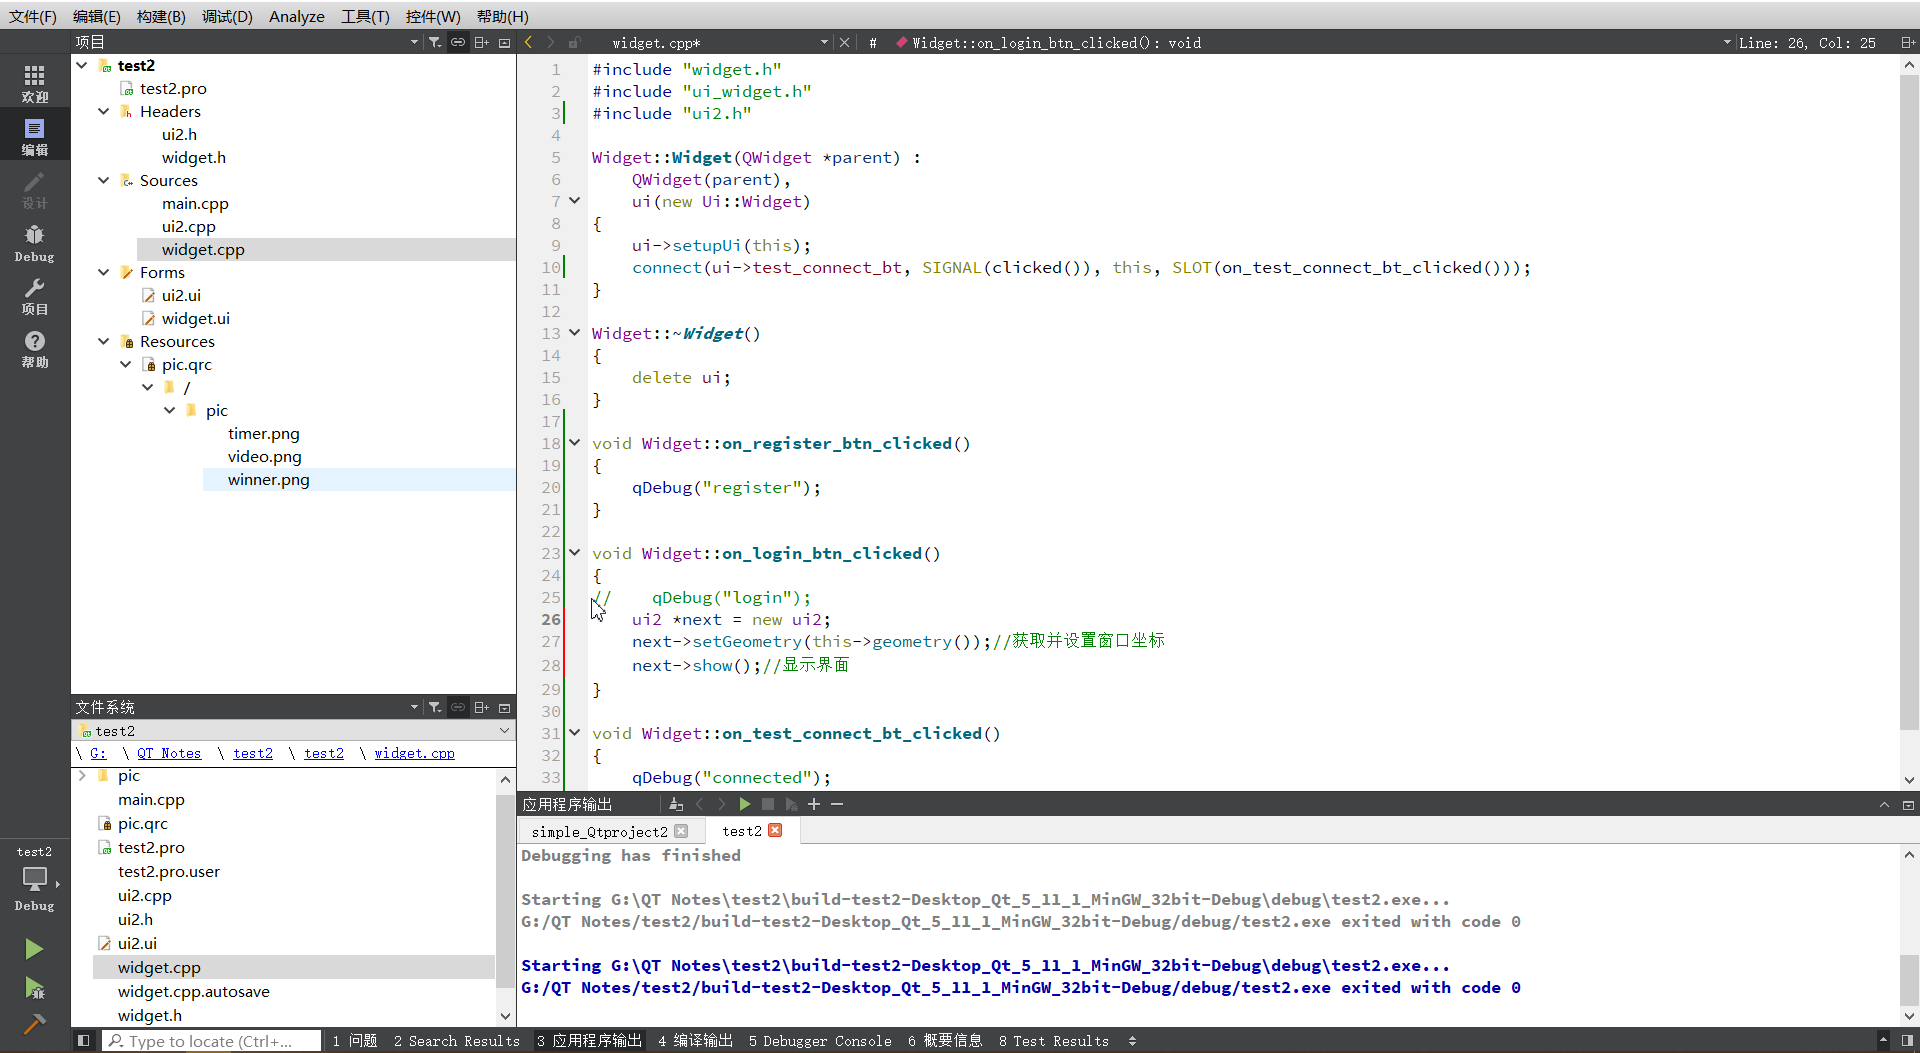 文件(F) 编辑(E) 构建(B) 调试(D) Analyze 工具(T) 控件(W) 帮助(H)
项目
widget.cpp* # Widget::on_login_btn_clicked(): void Line: 26, Col: 25
欢迎
编辑
设计
Debug
项目
帮助
test2
Debug
test2
test2.pro
Headers
ui2.h
widget.h
Sources
main.cpp
ui2.cpp
widget.cpp
Forms
ui2.ui
widget.ui
Resources
pic.qrc
/
pic
timer.png
video.png
winner.png
文件系统
test2
\ G: \ QT Notes \ test2 \ test2 \ widget.cpp
pic
main.cpp
pic.qrc
test2.pro
test2.pro.user
ui2.cpp
ui2.h
ui2.ui
widget.cpp
widget.cpp.autosave
widget.h
1 #include "widget.h"
2 #include "ui_widget.h"
3 #include "ui2.h"
4
5 Widget::Widget(QWidget *parent) :
6 QWidget(parent),
7 ui(new Ui::Widget)
8 {
9 ui->setupUi(this);
10 connect(ui->test_connect_bt, SIGNAL(clicked()), this, SLOT(on_test_connect_bt_clicked()));
11 }
12
13 Widget::~Widget()
14 {
15 delete ui;
16 }
17
18 void Widget::on_register_btn_clicked()
19 {
20 qDebug("register");
21 }
22
23 void Widget::on_login_btn_clicked()
24 {
25 // qDebug("login");
26 ui2 *next = new ui2;
27 next->setGeometry(this->geometry());//获取并设置窗口坐标
28 next->show();//显示界面
29 }
30
31 void Widget::on_test_connect_bt_clicked()
32 {
33 qDebug("connected");
应用程序输出
simple_Qtproject2 test2
Debugging has finished
Starting G:\QT Notes\test2\build-test2-Desktop_Qt_5_11_1_MinGW_32bit-Debug\debug\test2.exe...
G:/QT Notes/test2/build-test2-Desktop_Qt_5_11_1_MinGW_32bit-Debug/debug/test2.exe exited with code 0
Starting G:\QT Notes\test2\build-test2-Desktop_Qt_5_11_1_MinGW_32bit-Debug\debug\test2.exe...
G:/QT Notes/test2/build-test2-Desktop_Qt_5_11_1_MinGW_32bit-Debug/debug/test2.exe exited with code 0
Type to locate (Ctrl+... 1 问题 2 Search Results 3 应用程序输出 4 编译输出 5 Debugger Console 6 概要信息 8 Test Results